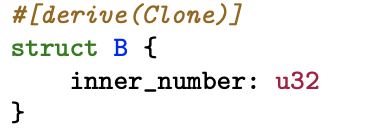 #[derive(Clone)]
struct B {
    inner_number: u32
}